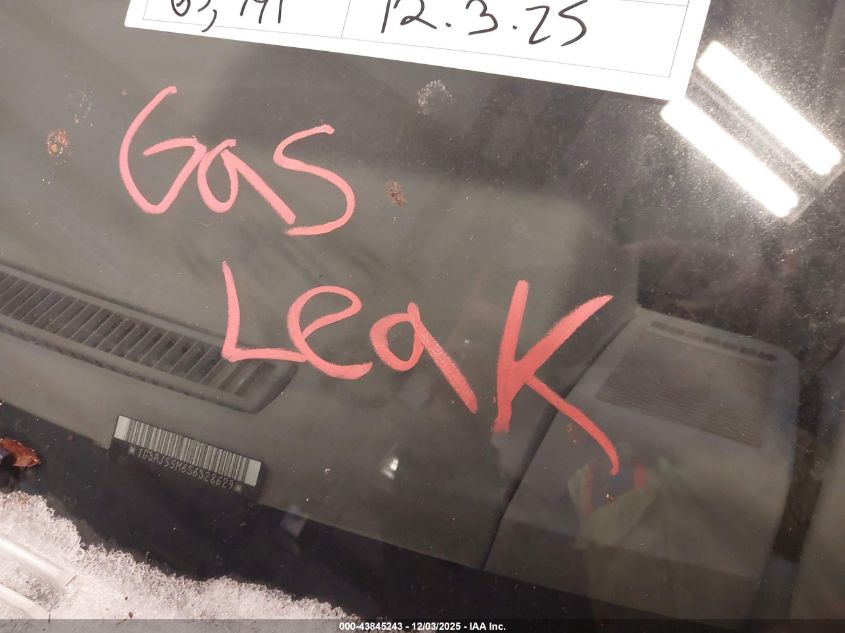 12.3.25
Gas
Leak
000-43845243 - 12/03/2025 - IAA Inc.